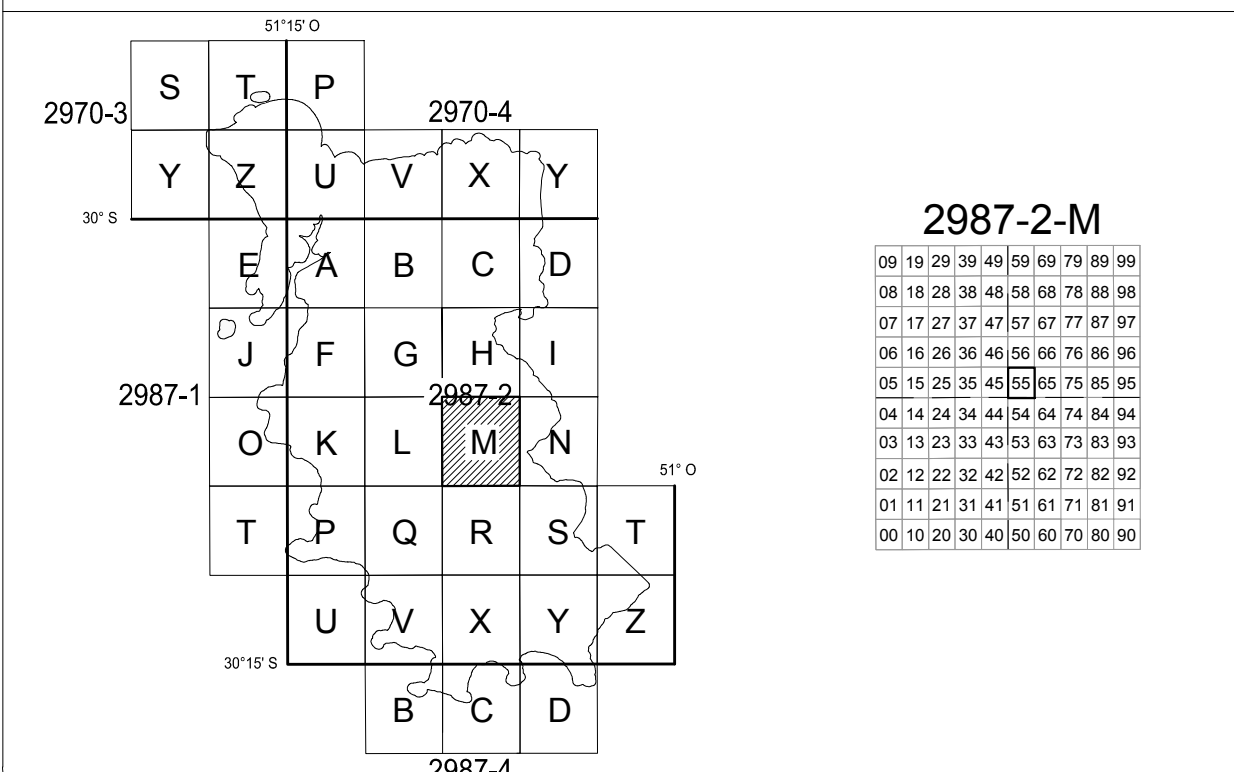 51°15' O
S T P
2970-3 2970-4
Y Z U V X Y
30° S
E A B C D
J F G H I
2987-1 2987-2
O K L M N
51° O
T P Q R S T
U V X Y Z
30°15' S
B C D
2987-4
2987-2-M
09 19 29 39 49 59 69 79 89 99
08 18 28 38 48 58 68 78 88 98
07 17 27 37 47 57 67 77 87 97
06 16 26 36 46 56 66 76 86 96
05 15 25 35 45 55 65 75 85 95
04 14 24 34 44 54 64 74 84 94
03 13 23 33 43 53 63 73 83 93
02 12 22 32 42 52 62 72 82 92
01 11 21 31 41 51 61 71 81 91
00 10 20 30 40 50 60 70 80 90